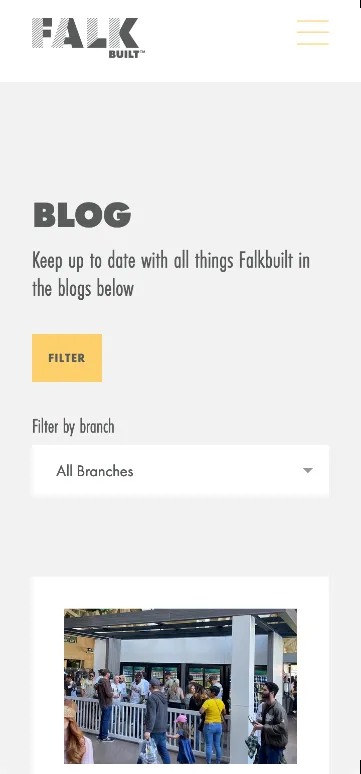 FALK
BUILT™
BLOG
Keep up to date with all things Falkbuilt in
the blogs below
FILTER
Filter by branch
All Branches